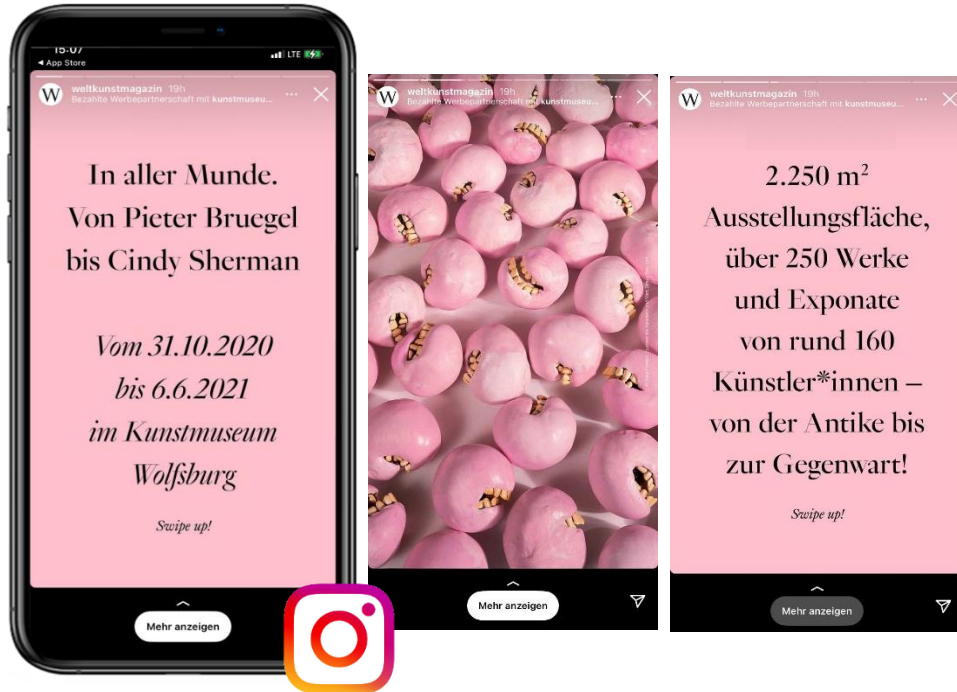 15:07
LTE
App Store
W
weltkunstmagazin 19h
Bezahlte Werbepartnerschaft mit kunstmuseu...
In aller Munde.
Von Pieter Bruegel
bis Cindy Sherman
Vom 31.10.2020
bis 6.6.2021
im Kunstmuseum
Wolfsburg
Swipe up!
Mehr anzeigen
W
weltkunstmagazin 19h
Bezahlte Werbepartnerschaft mit kunstmuseu...
Mehr anzeigen
W
weltkunstmagazin 19h
Bezahlte Werbepartnerschaft mit kunstmuseu...
2.250 m²
Ausstellungsfläche,
über 250 Werke
und Exponate
von rund 160
Künstler*innen –
von der Antike bis
zur Gegenwart!
Swipe up!
Mehr anzeigen